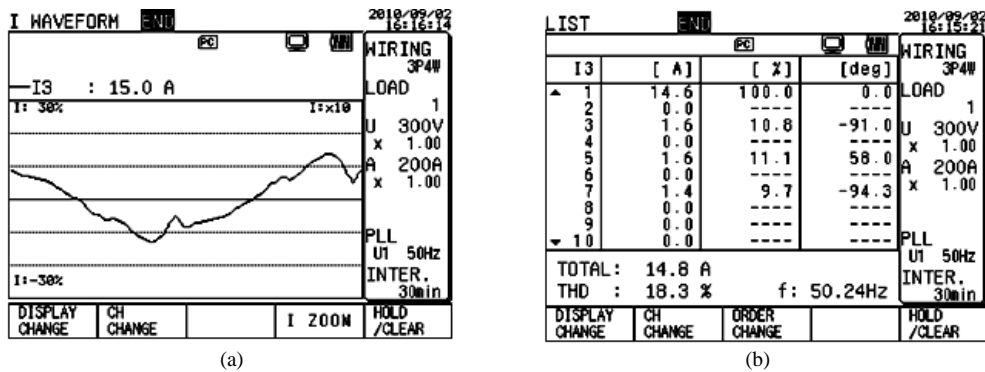 I WAVEFORM END 2010/09/02
16:16:14
PC
WIRING
3P4W
I3 : 15.0 A
LOAD
1
I: 30% I:x10
U 300V
x 1.00
A 200A
x 1.00
PLL
U1 50Hz
I:-30%
INTER.
30min
DISPLAY CHANGE
CH CHANGE
I ZOOM
HOLD /CLEAR
(a)
LIST END 2010/09/02
16:15:21
PC
WIRING
3P4W
I3 [ A] [ %] [deg]
1 14.6 100.0 0.0
2 0.0 ---- ----
3 1.6 10.8 -91.0
4 0.0 ---- ----
5 1.6 11.1 58.0
6 0.0 ---- ----
7 1.4 9.7 -94.3
8 0.0 ---- ----
9 0.0 ---- ----
10 0.0 ---- ----
LOAD
1
U 300V
x 1.00
A 200A
x 1.00
PLL
U1 50Hz
TOTAL: 14.8 A
THD : 18.3 % f: 50.24Hz
INTER.
30min
DISPLAY CHANGE
CH CHANGE
ORDER CHANGE
HOLD /CLEAR
(b)